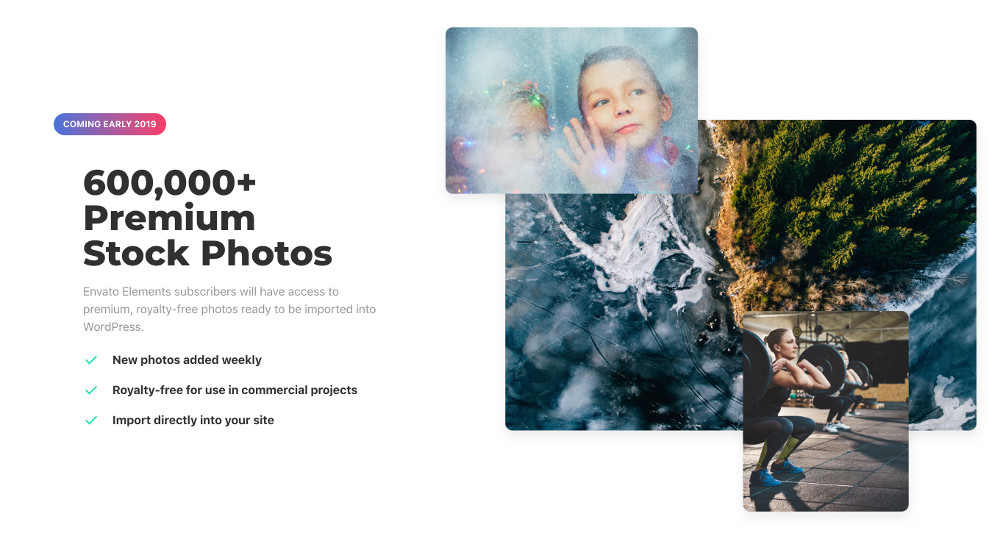 COMING EARLY 2019
600,000+
Premium
Stock Photos
Envato Elements subscribers will have access to
premium, royalty-free photos ready to be imported into
WordPress.
New photos added weekly
Royalty-free for use in commercial projects
Import directly into your site